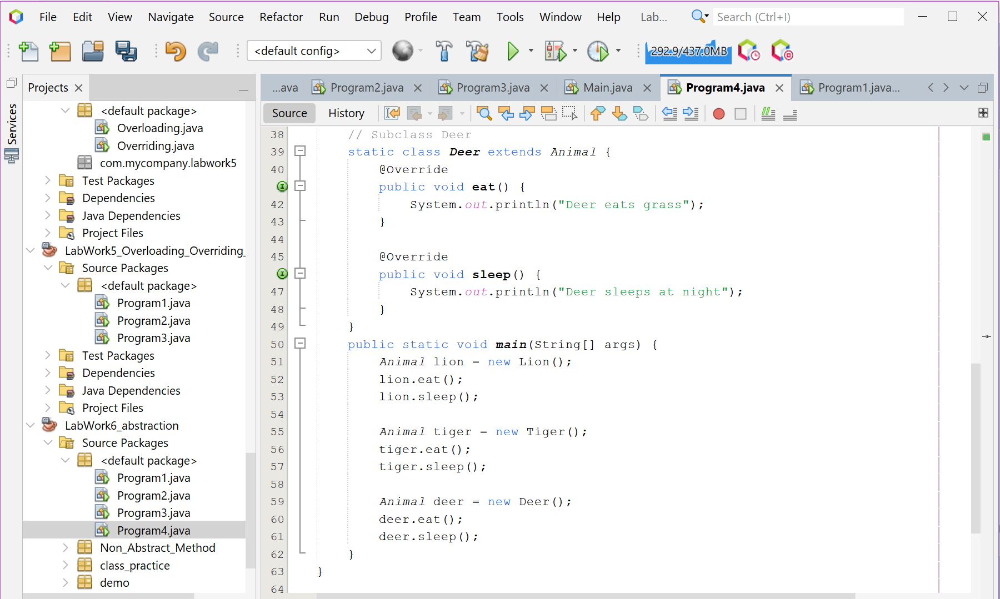 File Edit View Navigate Source Refactor Run Debug Profile Team Tools Window Help Lab... Search (Ctrl+I)
<default config> 292.9/437.0MB
Services
Projects
<default package>
Overloading.java
Overriding.java
com.mycompany.labwork5
Test Packages
Dependencies
Java Dependencies
Project Files
LabWork5_Overloading_Overriding_
Source Packages
<default package>
Program1.java
Program2.java
Program3.java
Test Packages
Dependencies
Java Dependencies
Project Files
LabWork6_abstraction
Source Packages
<default package>
Program1.java
Program2.java
Program3.java
Program4.java
Non_Abstract_Method
class_practice
demo
...ava Program2.java Program3.java Main.java Program4.java Program1.java...
Source History
38 // Subclass Deer
39 static class Deer extends Animal {
40 @Override
public void eat() {
42 System.out.println("Deer eats grass");
43 }
44
45 @Override
public void sleep() {
47 System.out.println("Deer sleeps at night");
48 }
49 }
50 public static void main(String[] args) {
51 Animal lion = new Lion();
52 lion.eat();
53 lion.sleep();
54
55 Animal tiger = new Tiger();
56 tiger.eat();
57 tiger.sleep();
58
59 Animal deer = new Deer();
60 deer.eat();
61 deer.sleep();
62 }
63 }
64